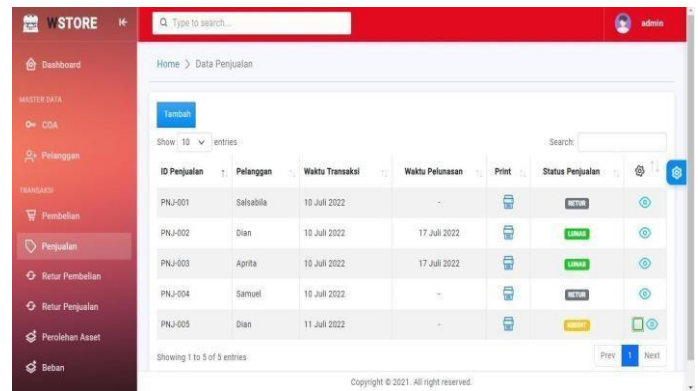 WSTORE
Type to search...
admin
Dashboard
Home > Data Penjualan
MASTER DATA
COA
Pelanggan
TRANSAKSI
Pembelian
Penjualan
Retur Pembelian
Retur Penjualan
Perolehan Asset
Beban
Tambah
Show 10 entries
Search:
ID Penjualan Pelanggan Waktu Transaksi Waktu Pelunasan Print Status Penjualan
PNJ-001 Salsabila 10 Juli 2022 - RETUR
PNJ-002 Dian 10 Juli 2022 17 Juli 2022 LUNAS
PNJ-003 Aprita 10 Juli 2022 17 Juli 2022 LUNAS
PNJ-004 Samuel 10 Juli 2022 - RETUR
PNJ-005 Dian 11 Juli 2022 - KREDIT
Showing 1 to 5 of 5 entries
Prev 1 Next
Copyright © 2021. All right reserved.